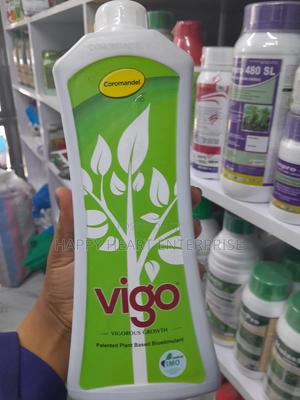 Coromandel
HAPPY HEART ENTERPRISE
vigo
VIGOROUS GROWTH
Patented Plant Based Biostimulant
IMO
480 SL